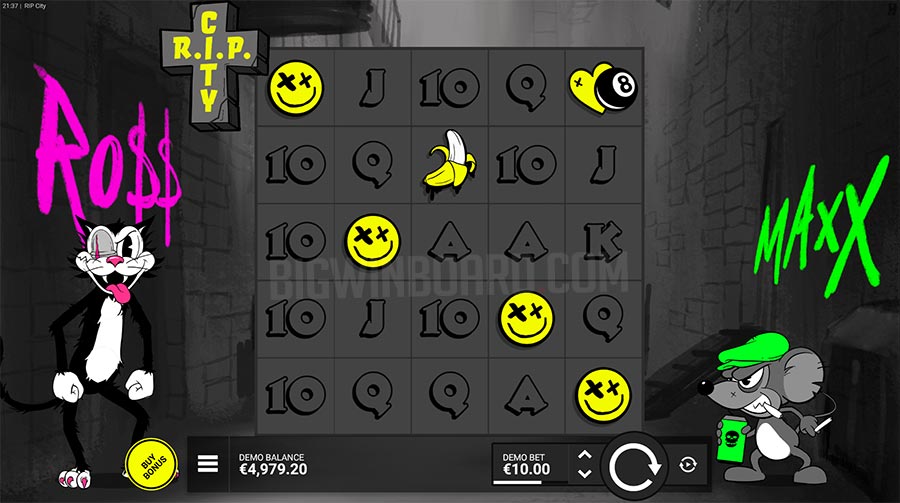 21:37 | RIP City
R.I.P.
CITY
Ro$$
MAxX
J 10 Q 8
10 Q 10 J
10 A A K
BIGWINBOARD.COM
10 J 10 Q
10 Q Q A
BUY BONUS
DEMO BALANCE
€4,979.20
DEMO BET
€10.00